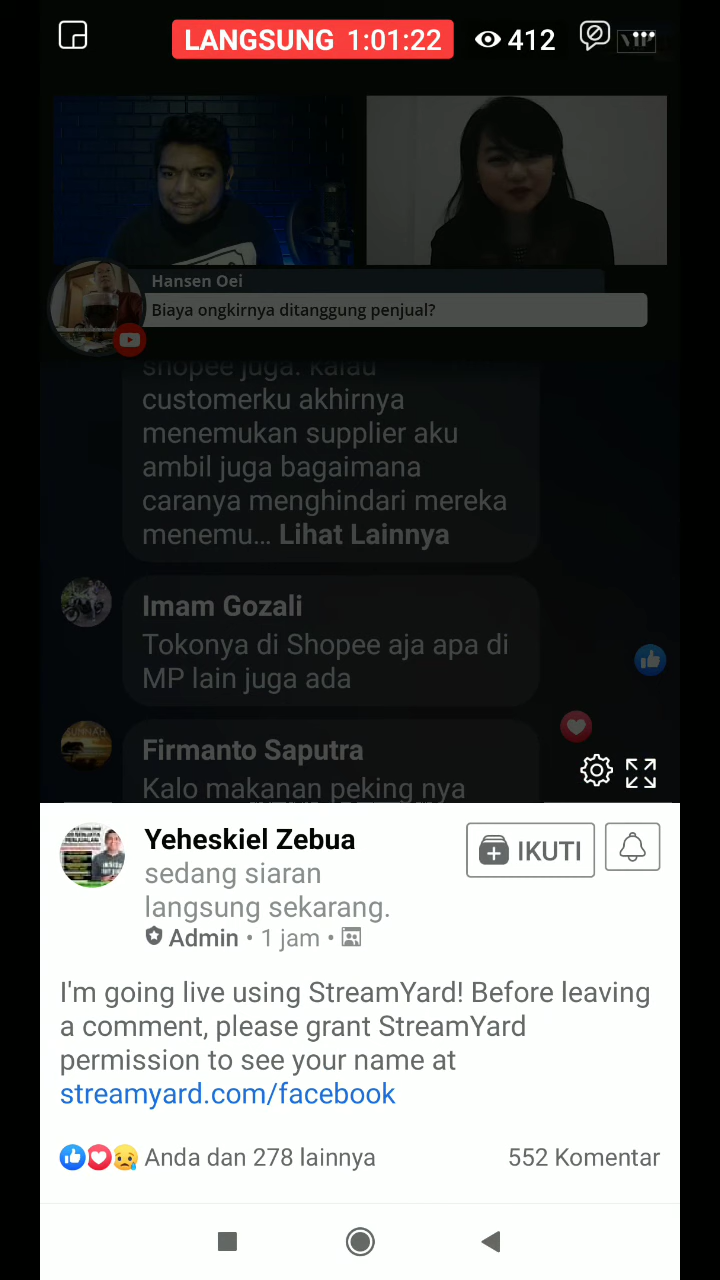 LANGSUNG 1:01:22
412
VIP
Hansen Oei
Biaya ongkirnya ditanggung penjual?
shopee juga. kalau
customerku akhirnya
menemukan supplier aku
ambil juga bagaimana
caranya menghindari mereka
menemu... Lihat Lainnya
Imam Gozali
Tokonya di Shopee aja apa di
MP lain juga ada
Firmanto Saputra
Kalo makanan peking nya
Yeheskiel Zebua
sedang siaran
langsung sekarang.
Admin • 1 jam •
IKUTI
I'm going live using StreamYard! Before leaving
a comment, please grant StreamYard
permission to see your name at
streamyard.com/facebook
Anda dan 278 lainnya
552 Komentar